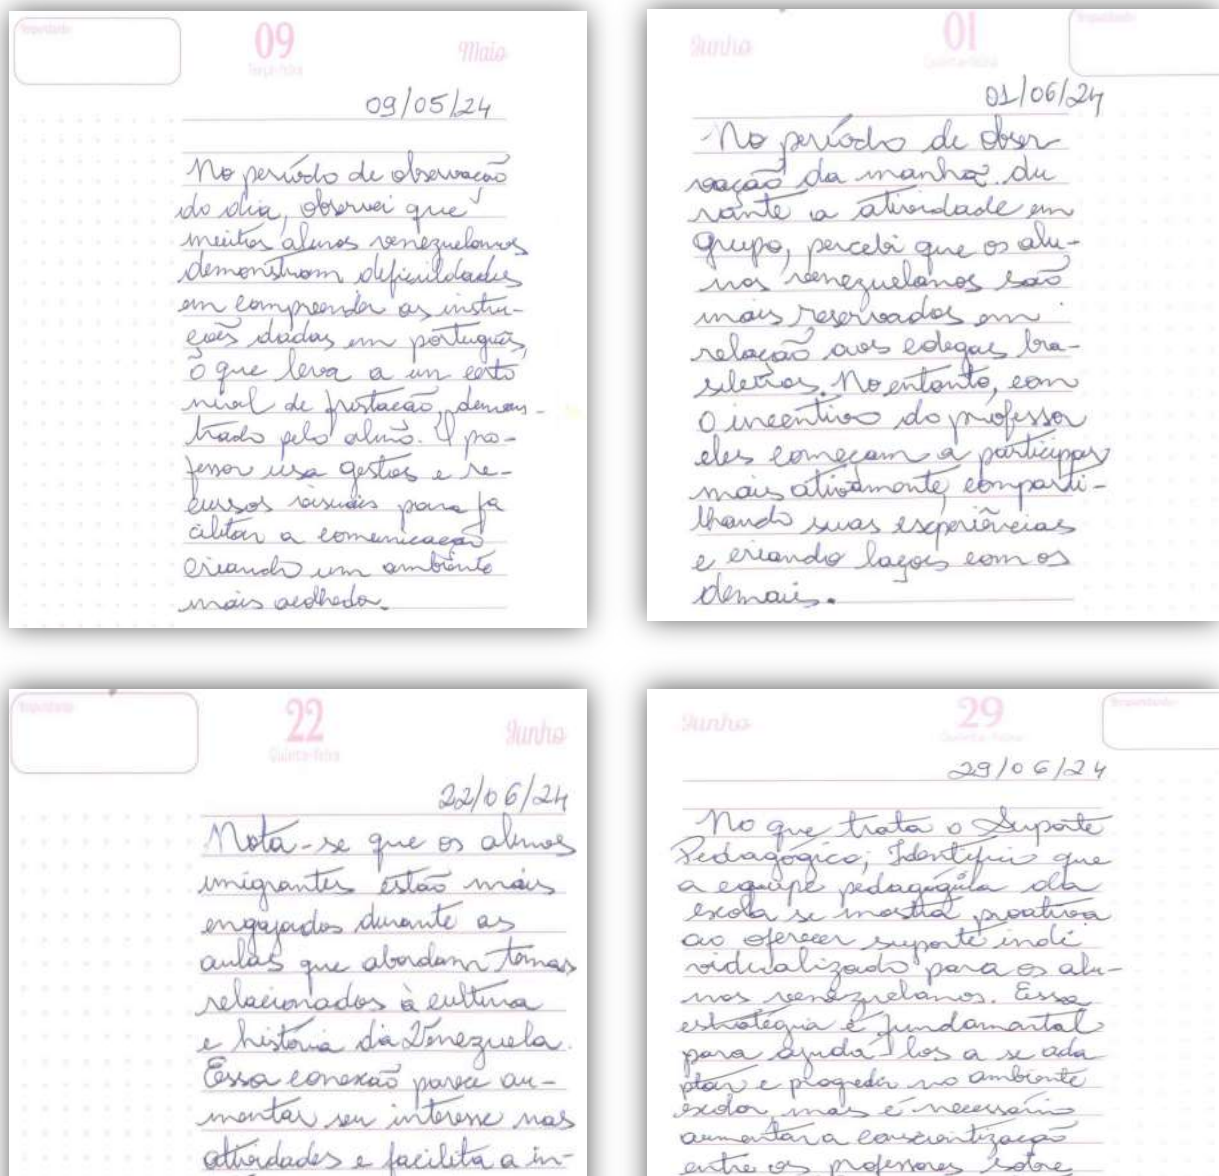 09
Terça-feira
Maio
09/05/24
No período de observação
do dia, observei que
muitos alunos venezuelanos
demonstram dificuldades
em compreender as instru-
ções dadas em português,
o que leva a um certo
nível de frustação, demons-
trado pelo aluno. O pro-
fessor usa gestos e re-
cursos visuais para fa
cilitar a comunicação
criando um ambiente
mais acolhedor.
Junho
01
Quinta-feira
01/06/24
No período de obser-
vação da manhã du
rante a atividade em
grupo, percebi que os alu-
nos venezuelanos são
mais reservados em
relação aos colegas bra-
sileiros. No entanto, com
o incentivo do professor
eles começam a participar
mais ativamente, comparti-
lhando suas experiências
e criando laços com os
demais.
22
Quinta-feira
Junho
22/06/24
Nota-se que os alunos
imigrantes estão mais
engajados durante as
aulas que abordam temas
relacionados à cultura
e história da Venezuela.
Essa conexão parece au-
mentar seu interesse nas
atividades e facilita a in-
Junho
29
Quinta-feira
29/06/24
No que trata o Suporte
Pedagógico; Identifiquei que
a equipe pedagógica da
escola se mostra proativa
ao oferecer suporte indi
vidualizado para os alu-
nos venezuelanos. Essa
estratégia é fundamental
para ajudá-los a se ada
ptar e progredir no ambiente
escolar, mas é necessário
aumentar a conscientização
entre os professores sobre